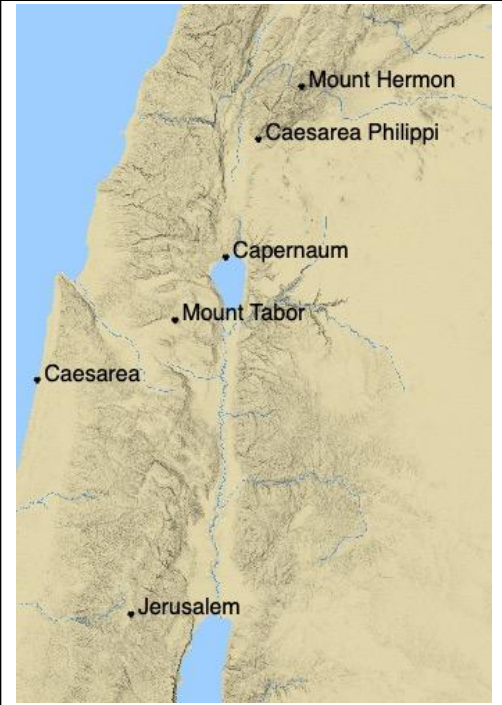 Mount Hermon
Caesarea Philippi
Capernaum
Mount Tabor
Caesarea
Jerusalem